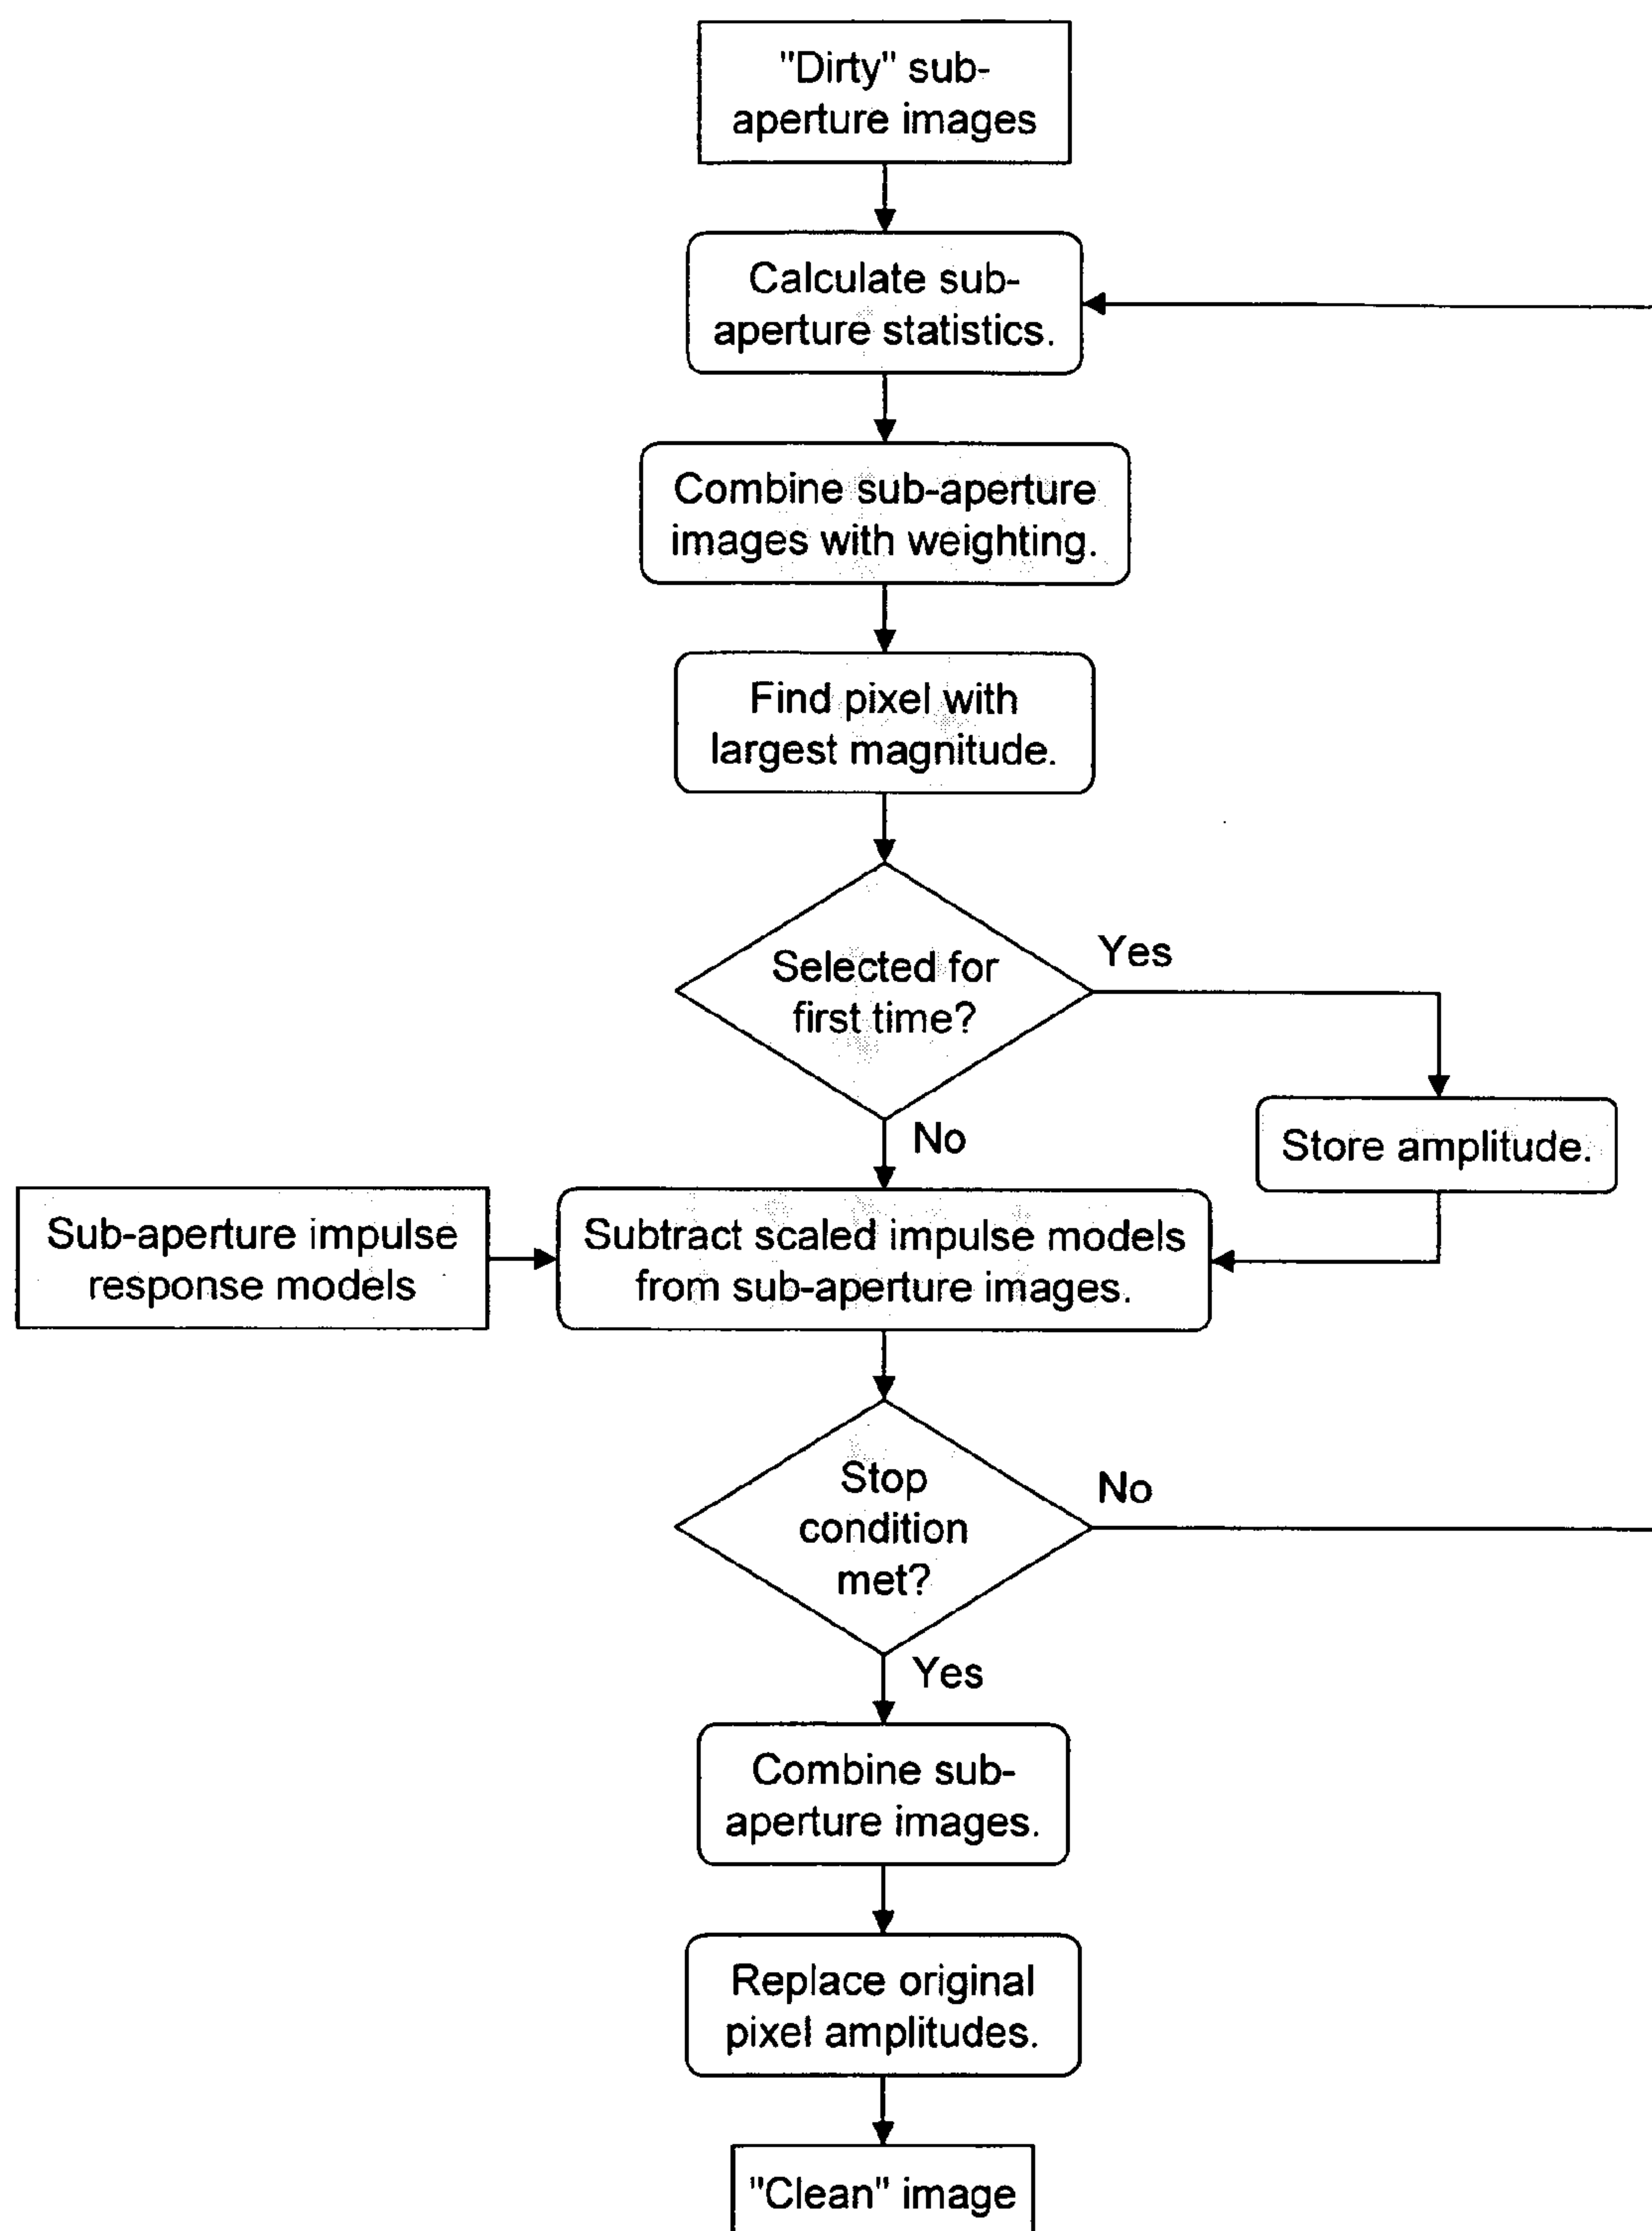 "Dirty" sub-
aperture images
Calculate sub-
aperture statistics.
Combine sub-aperture
images with weighting.
Find pixel with
largest magnitude.
Selected for
first time?
Yes
No
Store amplitude.
Sub-aperture impulse
response models
Subtract scaled impulse models
from sub-aperture images.
Stop
condition
met?
No
Yes
Combine sub-
aperture images.
Replace original
pixel amplitudes.
"Clean" image